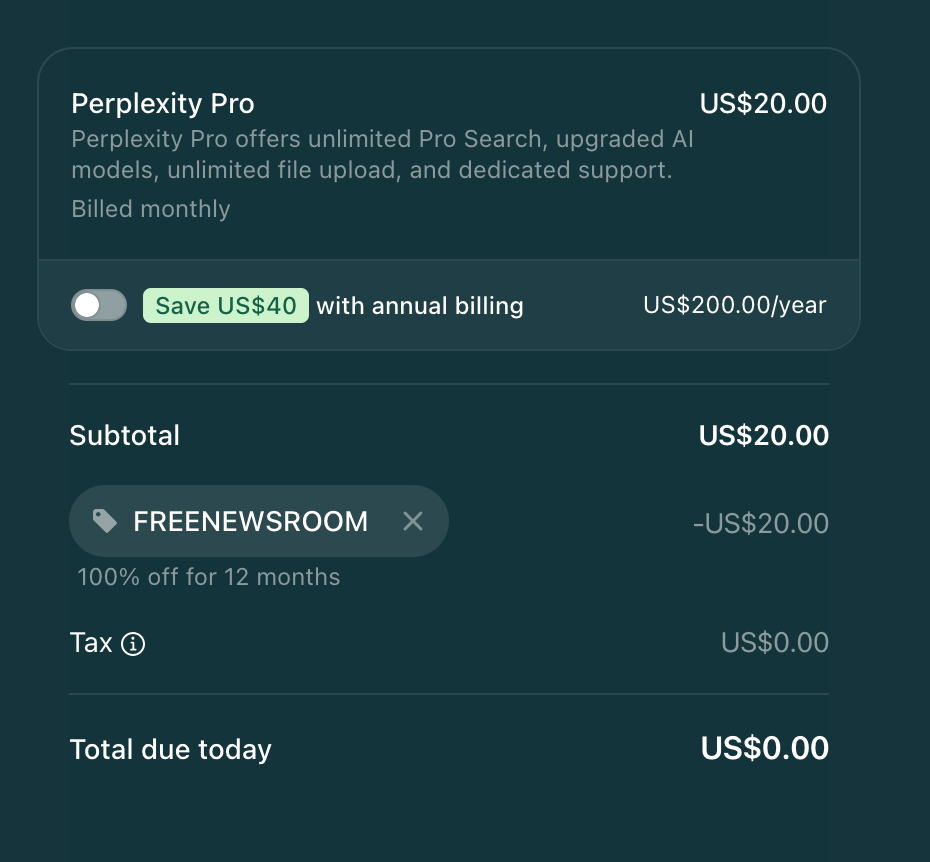 Perplexity Pro US$20.00
Perplexity Pro offers unlimited Pro Search, upgraded AI
models, unlimited file upload, and dedicated support.
Billed monthly
Save US$40 with annual billing US$200.00/year
Subtotal US$20.00
FREENEWSROOM -US$20.00
100% off for 12 months
Tax US$0.00
Total due today US$0.00